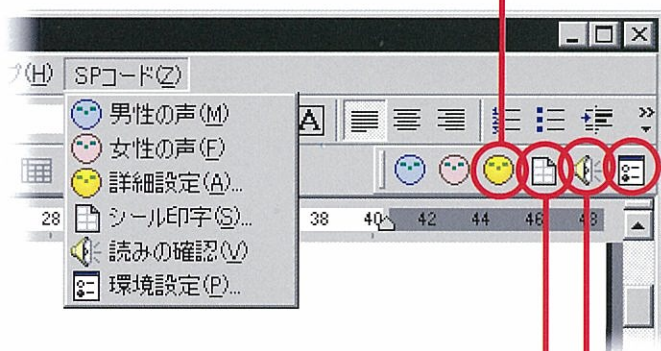 プ(H) SPコード(Z)
男性の声(M)
女性の声(F)
詳細設定(A)...
シール印字(S)...
読みの確認(V)
環境設定(P)...
A
28 38 40 42 44 46 48